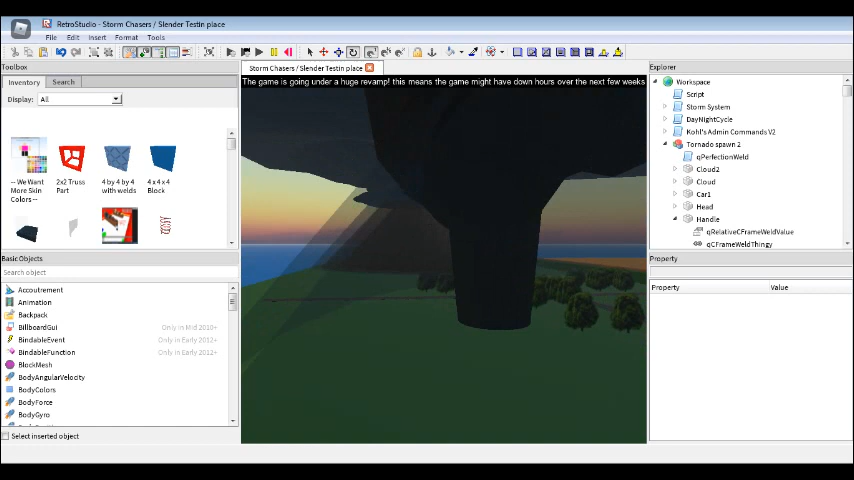 RetroStudio - Storm Chasers / Slender Testin place
File Edit Insert Format Tools
Toolbox
Inventory Search
Display: All
-- We
Want
More Skin
Colors --
2x2 Truss
Part
4 by 4 by 4
with welds
4 x 4 x 4
Block
Basic Objects
Search object
Accoutrement
Animation
Backpack
BillboardGui Only in Mid 2010+
BindableEvent Only in Early 2012+
BindableFunction Only in Early 2012+
BlockMesh
BodyAngularVelocity
BodyColors
BodyForce
BodyGyro
Select inserted object
Storm Chasers / Slender Testin place
The game is going under a huge revamp! this means the game might have down hours over the next few weeks
Explorer
Workspace
Script
Storm System
DayNightCycle
Kohl's Admin Commands V2
Tornado spawn 2
qPerfectionWeld
Cloud2
Cloud
Car1
Head
Handle
qRelativeCFrameWeldValue
qCFrameWeldThingy
Property
Property Value